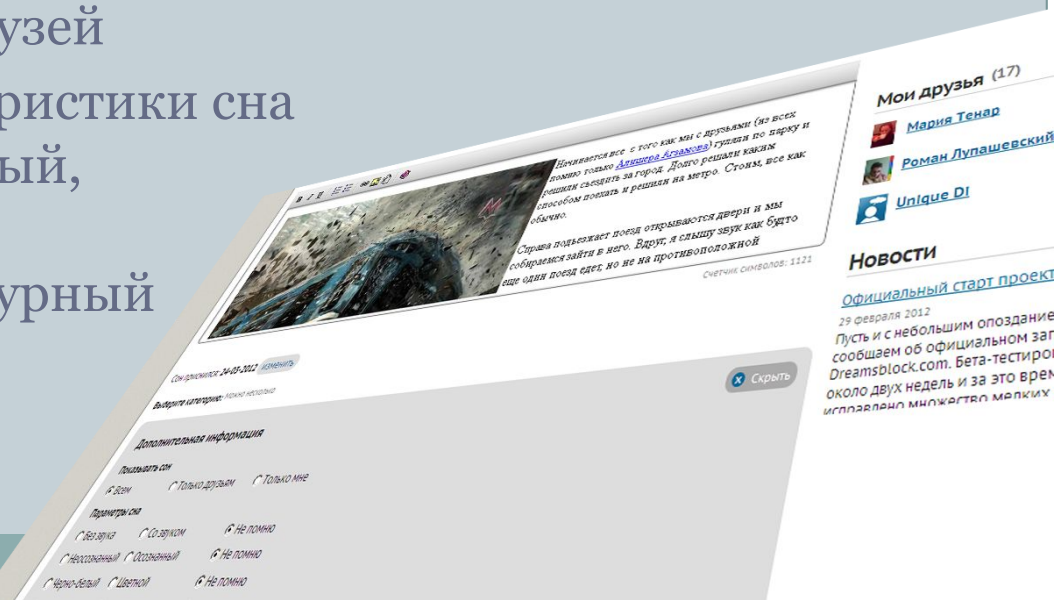 узей
ристики сна
ый,
урный
Начинается все с того как мы с друзьями (из всех
помню только Алишера Агзамова) гуляли по парку и
решили съездить за город. Долго решали каким
способом поехать и решили на метро. Стоим, все как
обычно.
Справа подъезжает поезд открываются двери и мы
собираемся зайти в него. Вдруг, я слышу звук как будто
еще один поезд едет, но не на противоположной
Счетчик символов: 1121
Сон приснился: 24-03-2012 изменить
Выберите категорию: Можно несколько
Скрыть
Дополнительная информация
Показывать сон
Всем Только друзьям Только мне
Параметры сна
Без звука Со звуком Не помню
Неосознанный Осознанный Не помню
Черно-белый Цветной Не помню
Мои друзья (17)
Мария Тенар
Роман Лупашевский
Unique DI
Новости
Официальный старт проект
29 февраля 2012
Пусть и с небольшим опоздание
сообщаем об официальном зап
Dreamsblock.com. Бета-тестиро
около двух недель и за это врем
исправлено множество мелких